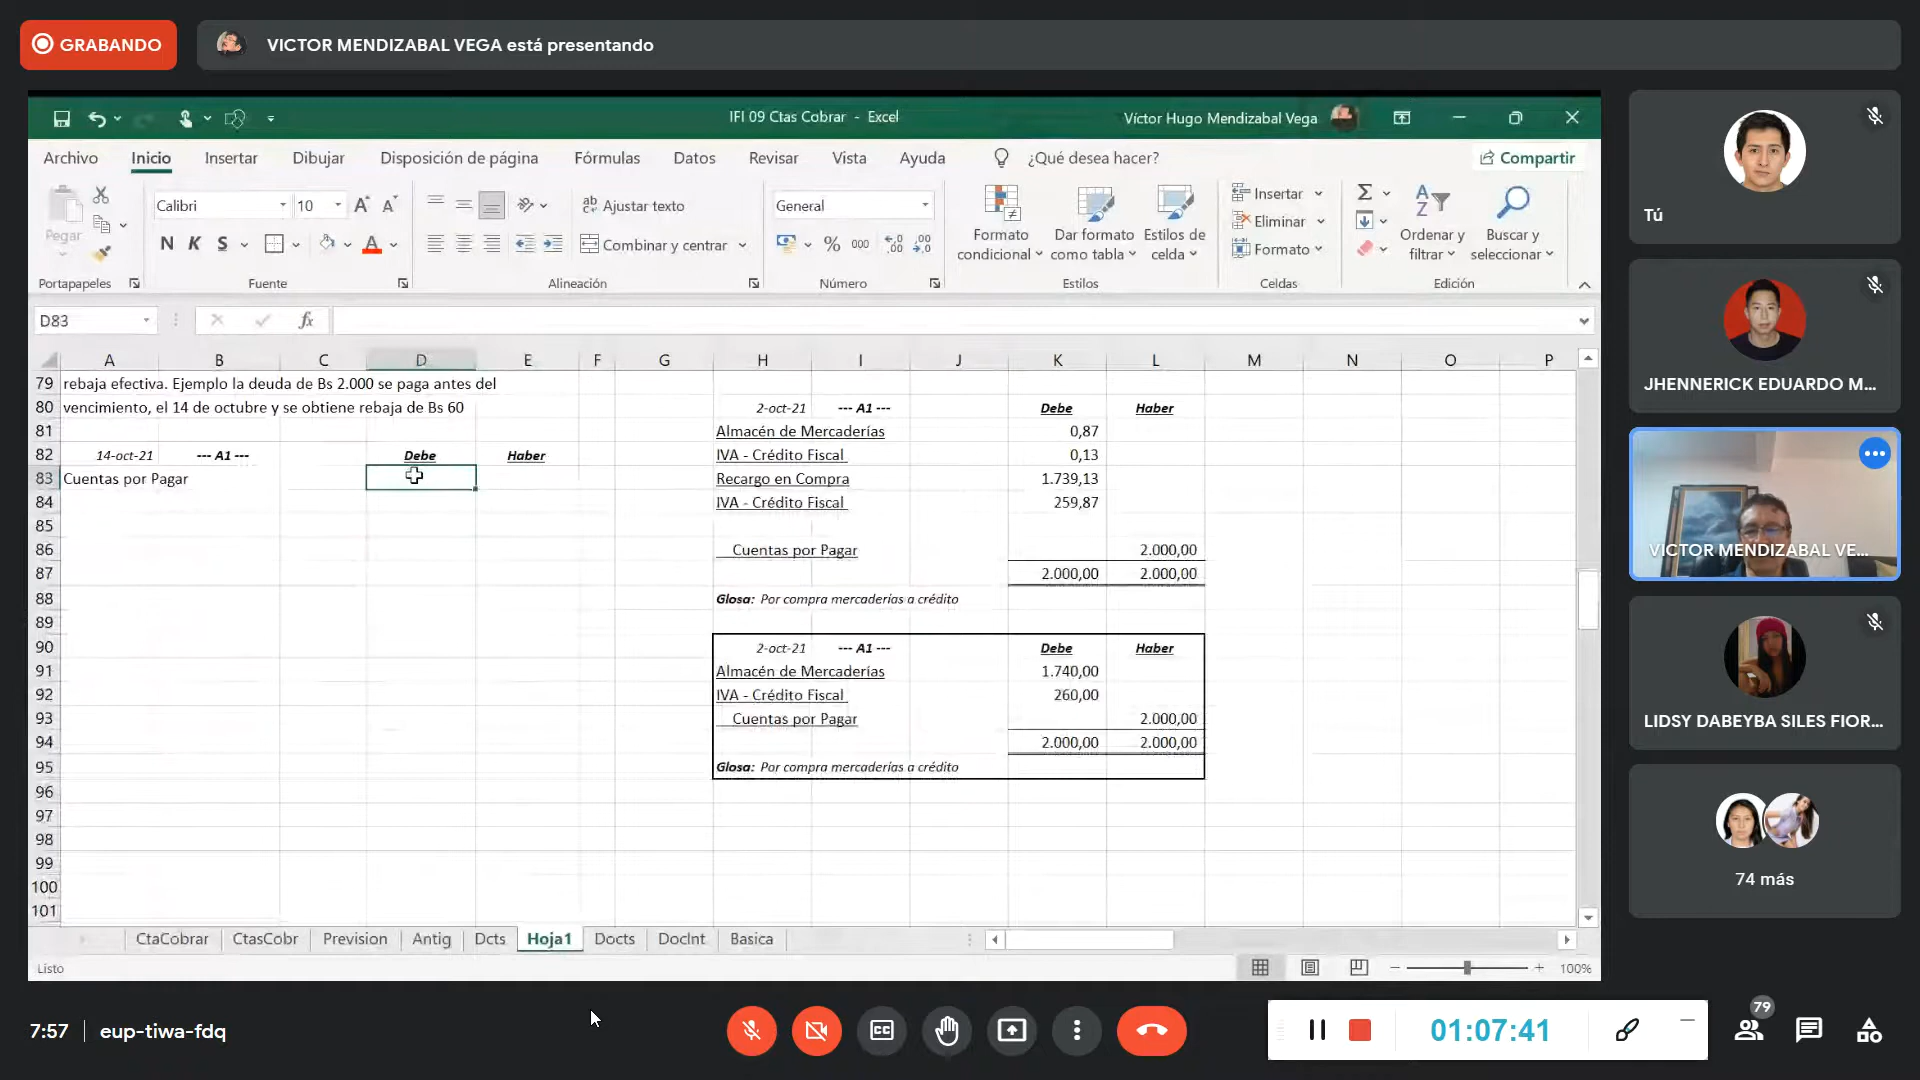 GRABANDO
VICTOR MENDIZABAL VEGA está presentando
IFI 09 Ctas Cobrar - Excel
Víctor Hugo Mendizabal Vega
Archivo Inicio Insertar Dibujar Disposición de página Fórmulas Datos Revisar Vista Ayuda ¿Qué desea hacer? Compartir
Pegar
Calibri 10
N K S
Ajustar texto
Combinar y centrar
General
% 000
Formato condicional
Dar formato como tabla
Estilos de celda
Insertar
Eliminar
Formato
Ordenar y filtrar
Buscar y seleccionar
Portapapeles Fuente Alineación Número Estilos Celdas Edición
D83 fx
A B C D E F G H I J K L M N O P
79 rebaja efectiva. Ejemplo la deuda de Bs 2.000 se paga antes del
80 vencimiento, el 14 de octubre y se obtiene rebaja de Bs 60 2-oct-21 --- A1 --- Debe Haber
81 Almacén de Mercaderías 0,87
82 14-oct-21 --- A1 --- Debe Haber IVA - Crédito Fiscal 0,13
83 Cuentas por Pagar Recargo en Compra 1.739,13
84 IVA - Crédito Fiscal 259,87
85
86 Cuentas por Pagar 2.000,00
87 2.000,00 2.000,00
88 Glosa: Por compra mercaderías a crédito
89
90 2-oct-21 --- A1 --- Debe Haber
91 Almacén de Mercaderías 1.740,00
92 IVA - Crédito Fiscal 260,00
93 Cuentas por Pagar 2.000,00
94 2.000,00 2.000,00
95 Glosa: Por compra mercaderías a crédito
96
97
98
99
100
101
CtaCobrar CtasCobr Prevision Antig Dcts Hoja1 Docts DocInt Basica
Listo 100%
Tú
JHENNERICK EDUARDO M...
VICTOR MENDIZABAL VE...
LIDSY DABEYBA SILES FIOR...
74 más
7:57 eup-tiwa-fdq
CC
01:07:41
79